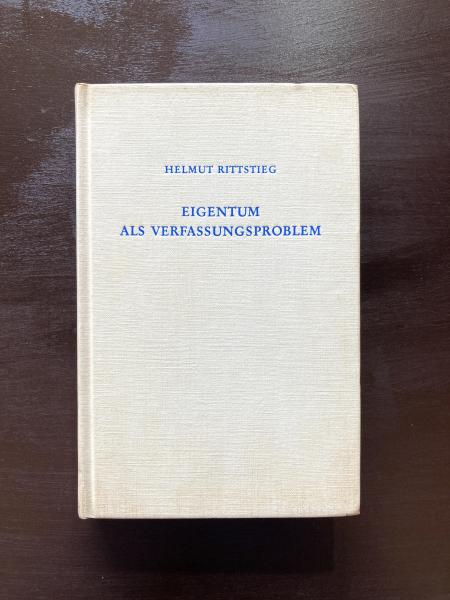 HELMUT RITTSTIEG
EIGENTUM
ALS VERFASSUNGSPROBLEM